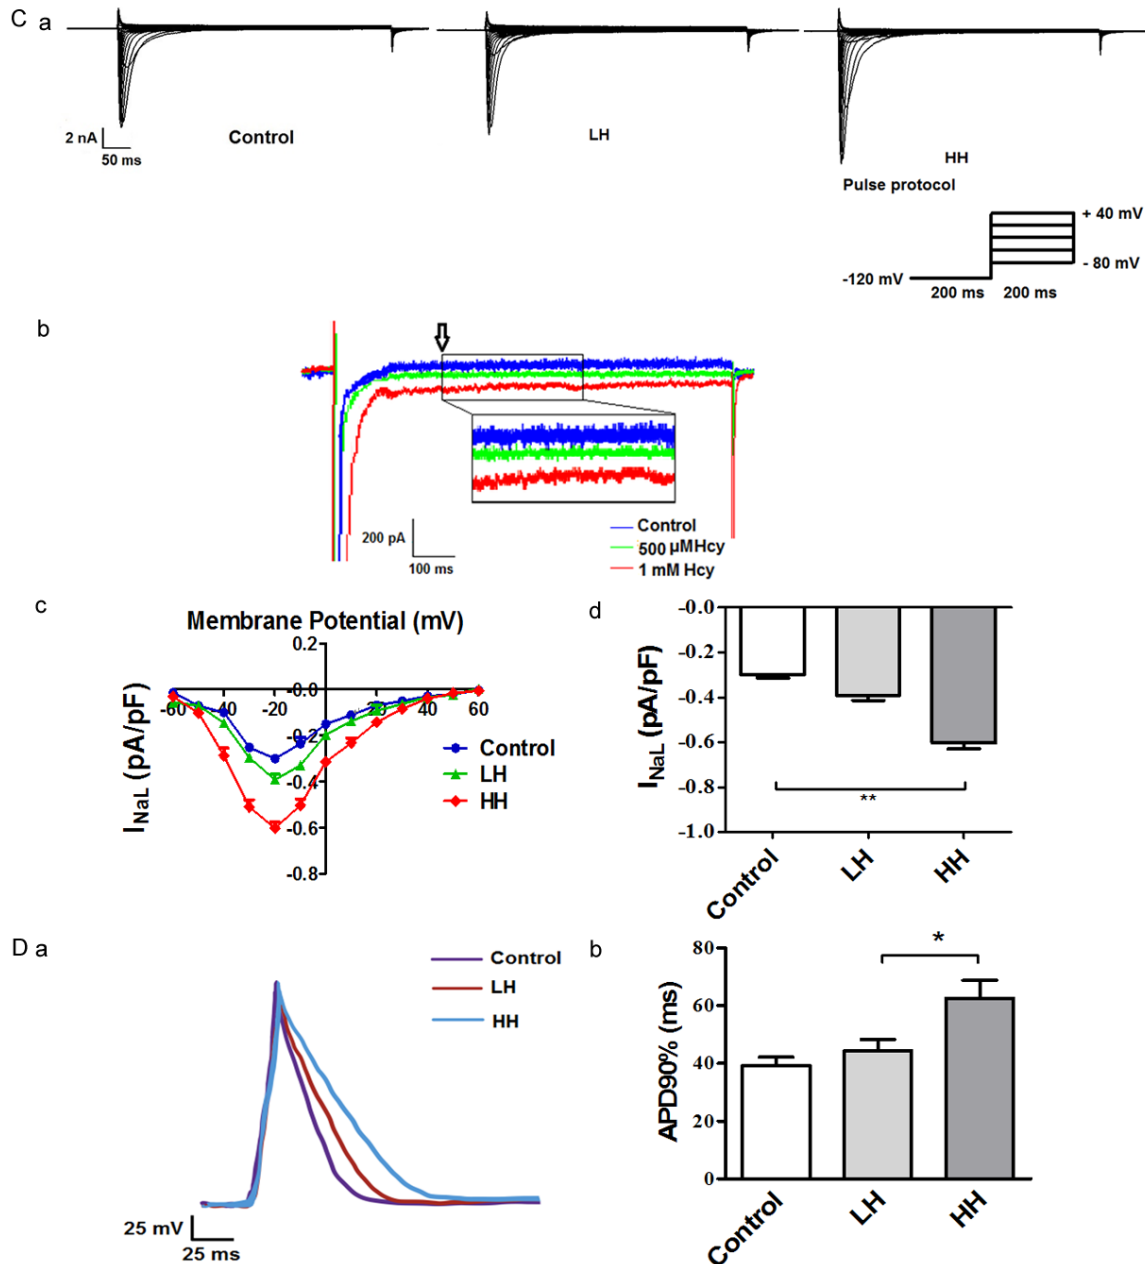 C a
2 nA
50 ms
Control
LH
HH
Pulse protocol
+ 40 mV
- 80 mV
-120 mV
200 ms 200 ms
b
200 pA
100 ms
Control
500 µM Hcy
1 mM Hcy
c
Membrane Potential (mV)
0.2
-0.0
-60 -40 -20 20 40 60
-0.2
-0.4
-0.6
-0.8
INaL (pA/pF)
Control
LH
HH
d
-0.0
-0.2
-0.4
-0.6
-0.8
-1.0
INaL (pA/pF)
**
Control
LH
HH
D a
Control
LH
HH
25 mV
25 ms
b
80
60
40
20
0
APD90% (ms)
*
Control
LH
HH